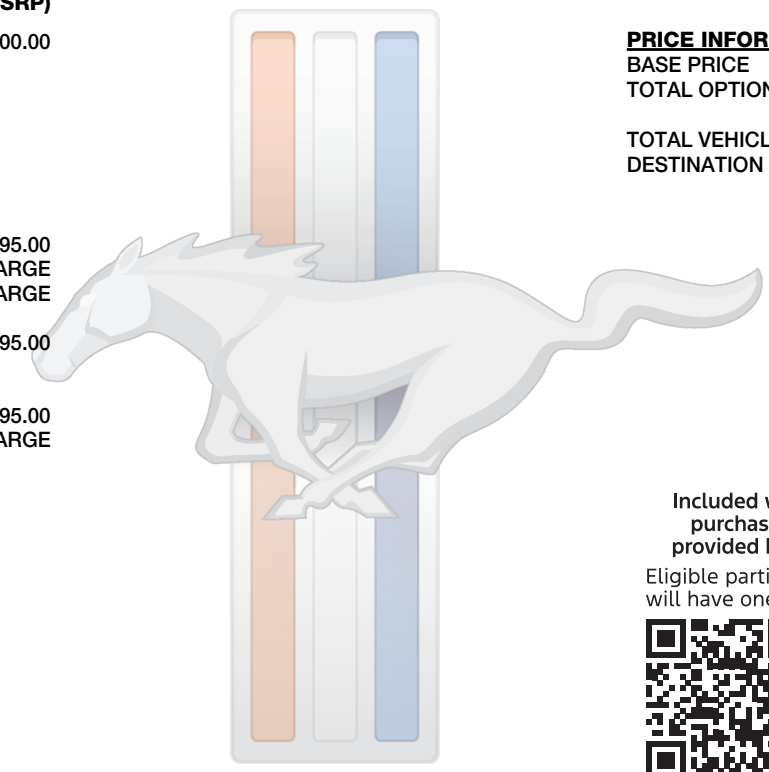 SRP)
00.00
95.00
ARGE
ARGE
95.00
95.00
ARGE
PRICE INFOR
BASE PRICE
TOTAL OPTION
TOTAL VEHICL
DESTINATION
Included w
purchas
provided b
Eligible parti
will have one